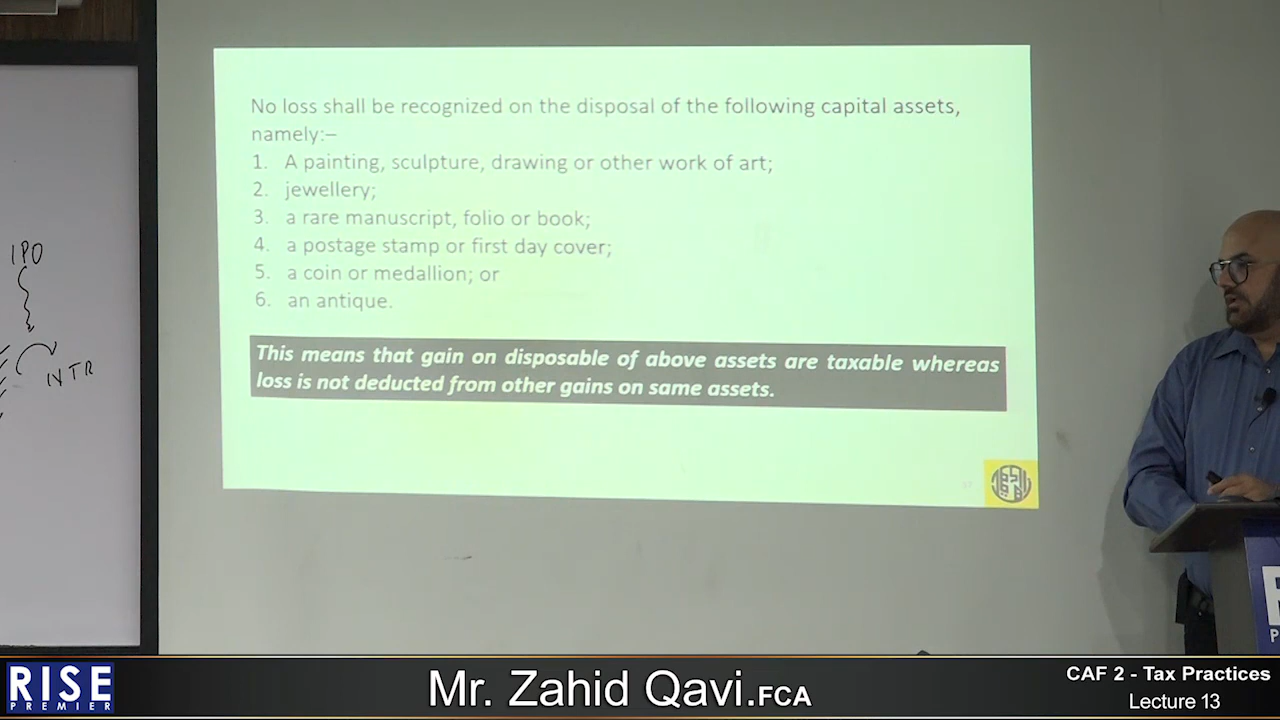 No loss shall be recognized on the disposal of the following capital assets,
namely:–
1. A painting, sculpture, drawing or other work of art;
2. jewellery;
3. a rare manuscript, folio or book;
4. a postage stamp or first day cover;
5. a coin or medallion; or
6. an antique.
This means that gain on disposable of above assets are taxable whereas
loss is not deducted from other gains on same assets.
IPO
NTR
RISE
PREMIER
Mr. Zahid Qavi.FCA
CAF 2 - Tax Practices
Lecture 13